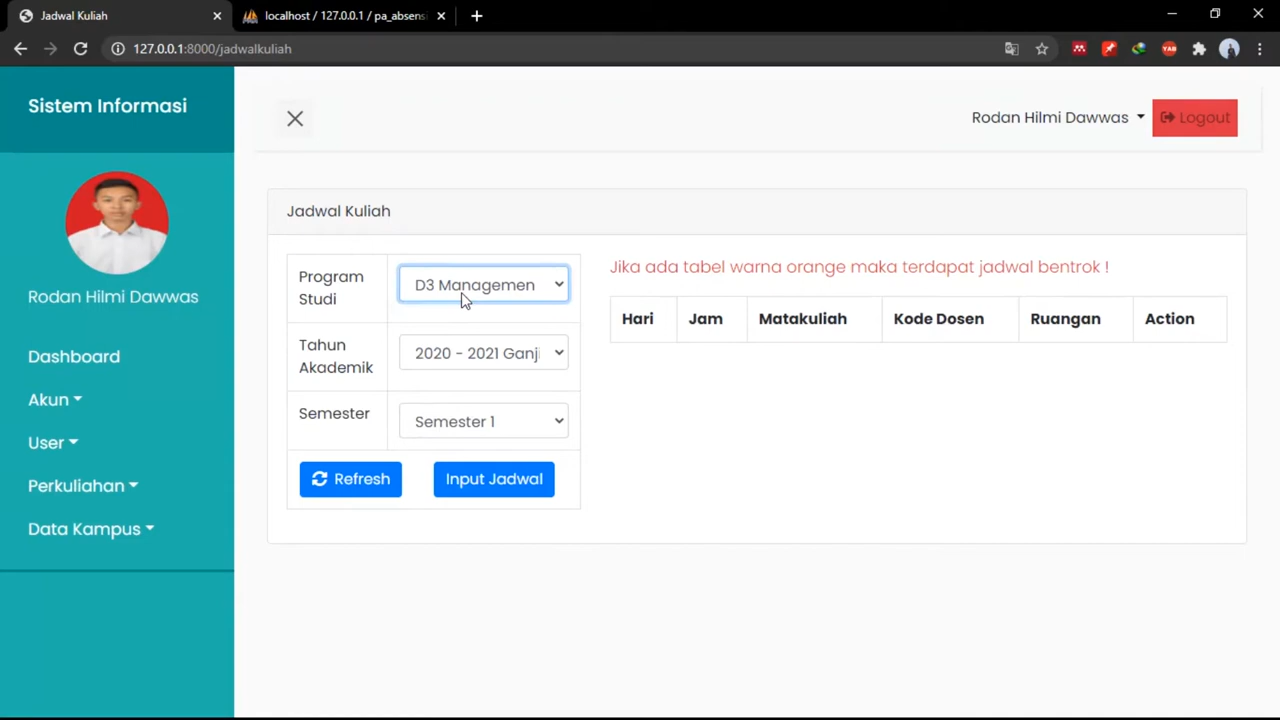 Jadwal Kuliah
localhost / 127.0.0.1 / pa_absens
127.0.0.1:8000/jadwalkuliah
Sistem Informasi
Rodan Hilmi Dawwas
Logout
Rodan Hilmi Dawwas
Dashboard
Akun
User
Perkuliahan
Data Kampus
Jadwal Kuliah
Program
Studi
D3 Managemen
Tahun
Akademik
2020 - 2021 Ganji
Semester
Semester 1
Refresh
Input Jadwal
Jika ada tabel warna orange maka terdapat jadwal bentrok !
Hari Jam Matakuliah Kode Dosen Ruangan Action